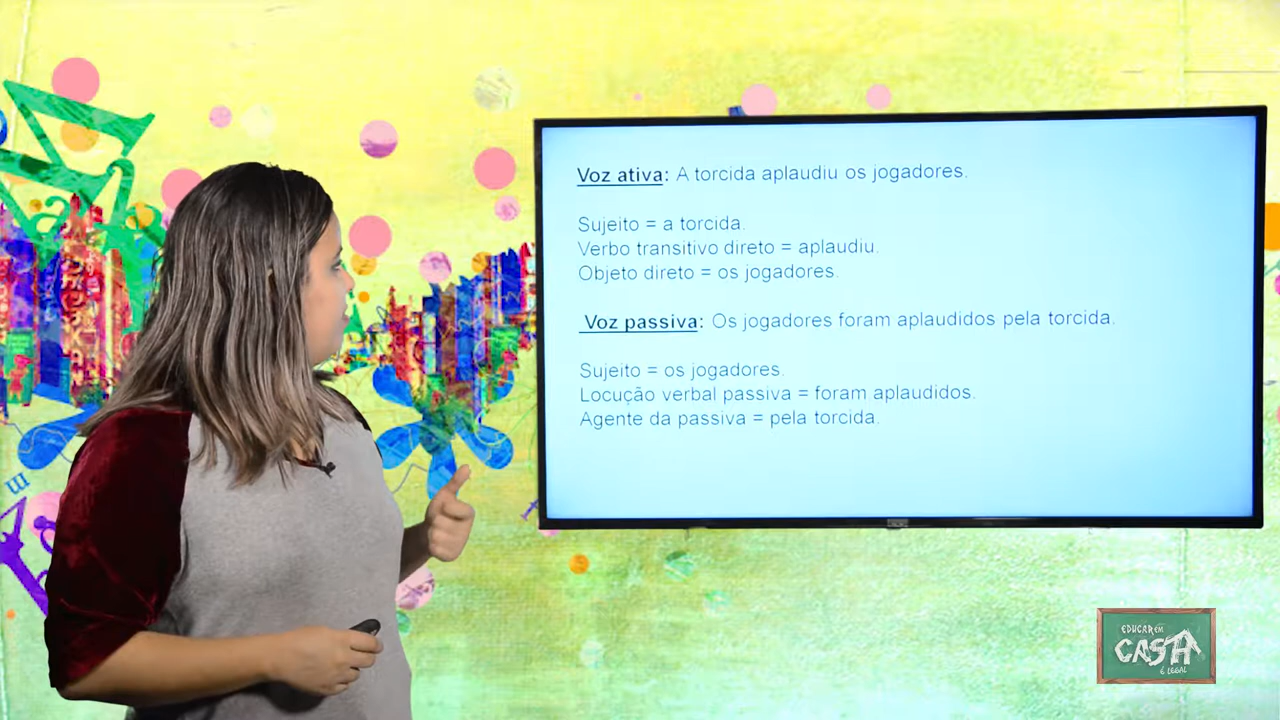 Voz ativa: A torcida aplaudiu os jogadores.
Sujeito = a torcida.
Verbo transitivo direto = aplaudiu.
Objeto direto = os jogadores.
Voz passiva: Os jogadores foram aplaudidos pela torcida.
Sujeito = os jogadores.
Locução verbal passiva = foram aplaudidos.
Agente da passiva = pela torcida.
EDUCAR EM
CASA
É LEGAL